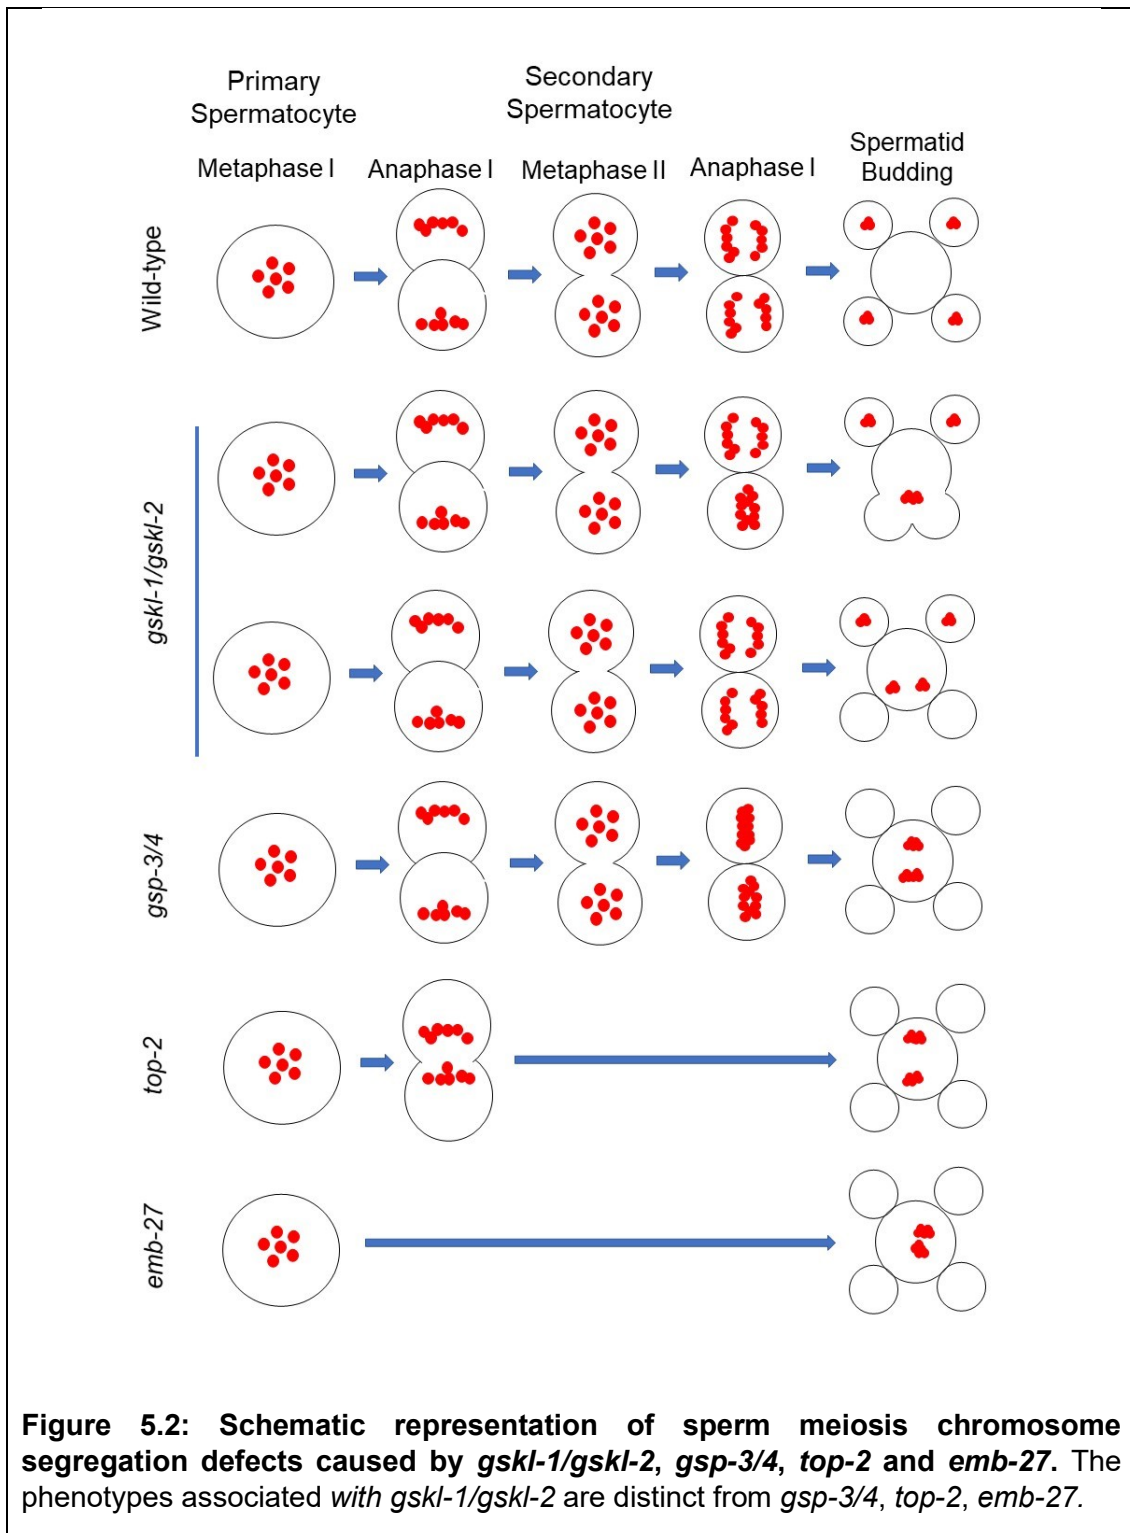 Primary
Spermatocyte
Secondary
Spermatocyte
Metaphase I
Anaphase I
Metaphase II
Anaphase I
Spermatid
Budding
Wild-type
gskl-1/gskl-2
gsp-3/4
top-2
emb-27
Figure 5.2: Schematic representation of sperm meiosis chromosome
segregation defects caused by gskl-1/gskl-2, gsp-3/4, top-2 and emb-27. The
phenotypes associated with gskl-1/gskl-2 are distinct from gsp-3/4, top-2, emb-27.